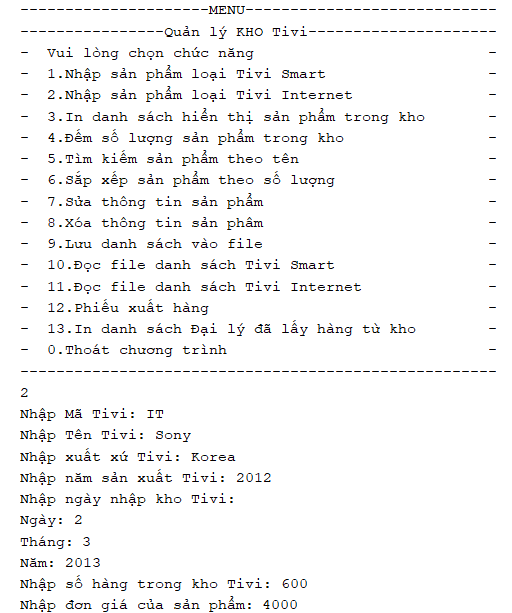 ------------------------MENU----------------------------
----------------Quản lý KHO Tivi---------------------
-  Vui lòng chọn chức năng                          -
-  1.Nhập sản phẩm loại Tivi Smart                  -
-  2.Nhập sản phẩm loại Tivi Internet               -
-  3.In danh sách hiển thị sản phẩm trong kho       -
-  4.Đếm số lượng sản phẩm trong kho                -
-  5.Tìm kiếm sản phẩm theo tên                     -
-  6.Sắp xếp sản phẩm theo số lượng                 -
-  7.Sửa thông tin sản phẩm                         -
-  8.Xóa thông tin sản phâm                         -
-  9.Lưu danh sách vào file                         -
-  10.Đọc file danh sách Tivi Smart                 -
-  11.Đọc file danh sách Tivi Internet              -
-  12.Phiếu xuất hàng                               -
-  13.In danh sách Đại lý đã lấy hàng từ kho        -
-  0.Thoát chương trình                             -
-----------------------------------------------------
2
Nhập Mã Tivi: IT
Nhập Tên Tivi: Sony
Nhập xuất xứ Tivi: Korea
Nhập năm sản xuất Tivi: 2012
Nhập ngày nhập kho Tivi:
Ngày: 2
Tháng: 3
Năm: 2013
Nhập số hàng trong kho Tivi: 600
Nhập đơn giá của sản phẩm: 4000